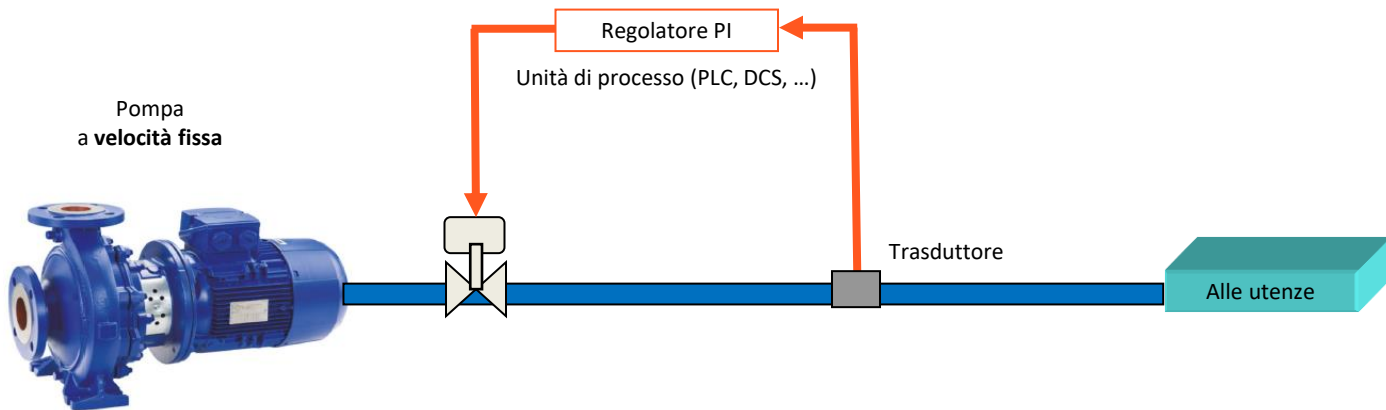 Regolatore PI
Unità di processo (PLC, DCS, …)
Pompa
a velocità fissa
Trasduttore
Alle utenze